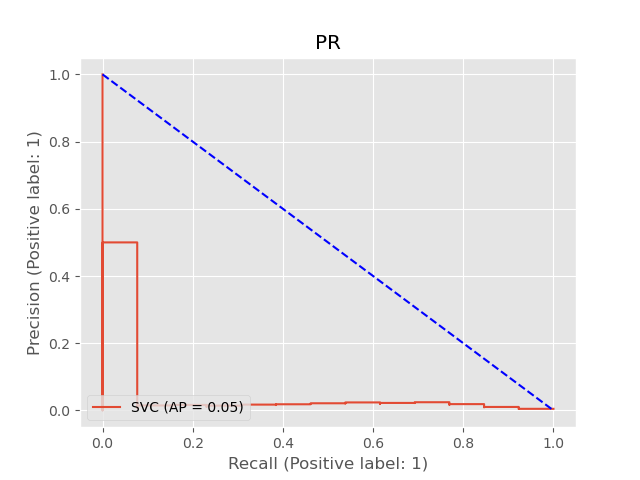 PR
Precision (Positive label: 1)
1.0
0.8
0.6
0.4
0.2
0.0
SVC (AP = 0.05)
0.0 0.2 0.4 0.6 0.8 1.0
Recall (Positive label: 1)